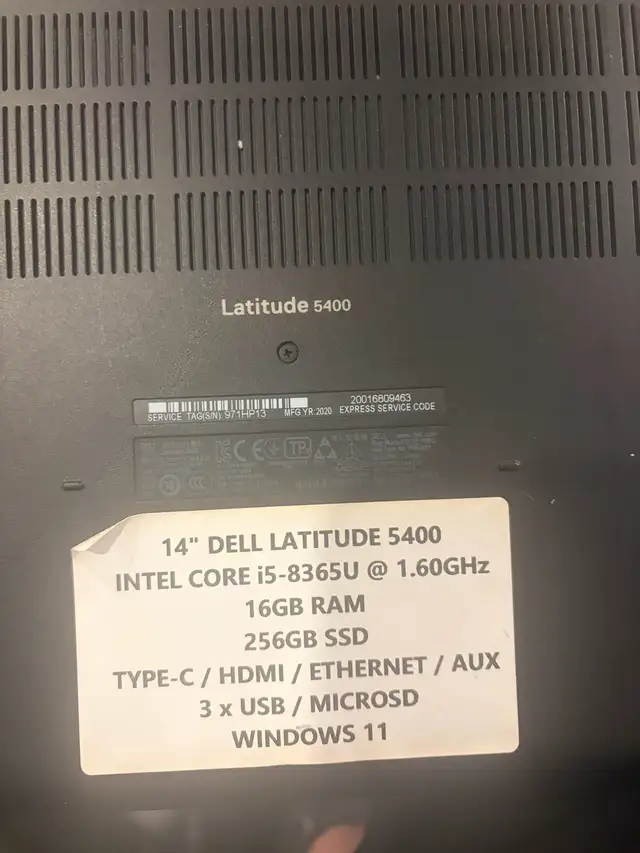 Latitude 5400
20016809463
SERVICE TAG(S/N) 971HP13 MFG YR 2020 EXPRESS SERVICE CODE
14" DELL LATITUDE 5400
INTEL CORE i5-8365U @ 1.60GHz
16GB RAM
256GB SSD
TYPE-C / HDMI / ETHERNET / AUX
3 x USB / MICROSD
WINDOWS 11